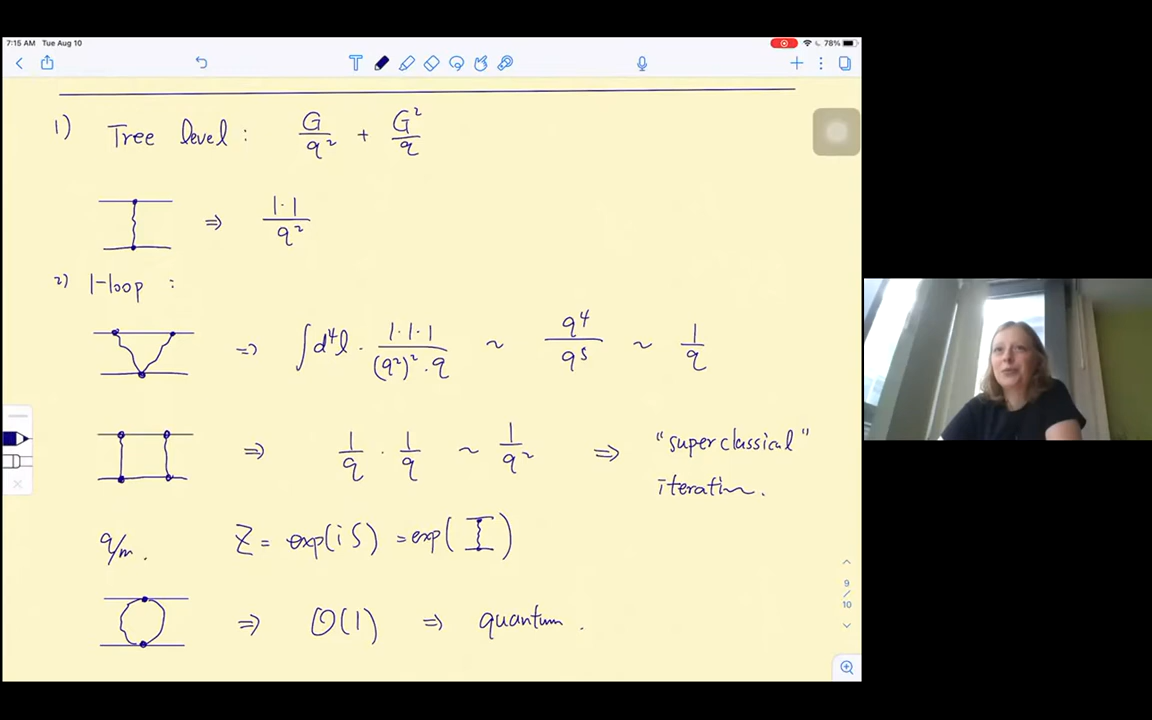 7:15 AM Tue Aug 10
78%
1) Tree level : G/q² + G²/q
⇒ 1·1/q²
2) 1-loop :
⇒ ∫d⁴l · 1·1·1/(q²)²·q ~ q⁴/q⁵ ~ 1/q
⇒ 1/q · 1/q ~ 1/q² ⇒ "superclassical"
iteration.
q/m. Z = exp(iS) = exp( )
⇒ O(1) ⇒ quantum.
9
/
10